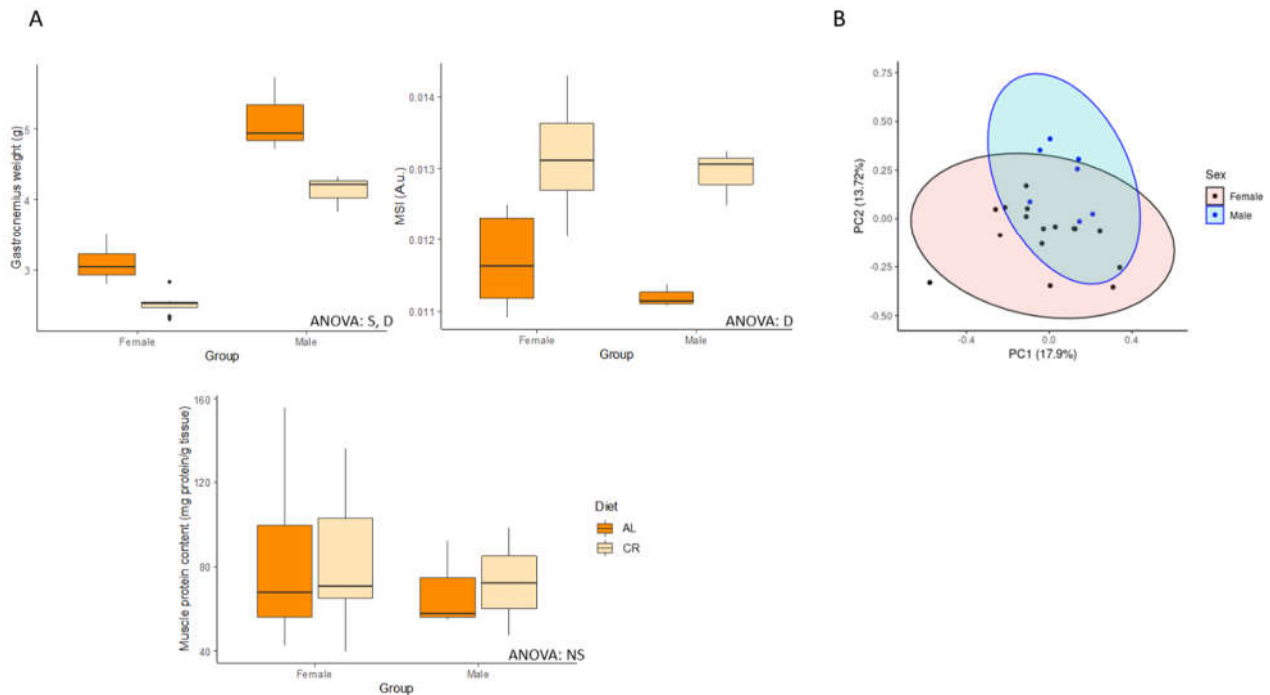 A
B
Gastrocnemius weight (g)
5
4
3
Female
Male
Group
ANOVA: S, D
MSI (A.u.)
0.014
0.013
0.012
0.011
Female
Male
Group
ANOVA: D
PC2 (13.72%)
0.75
0.50
0.25
0.00
-0.25
-0.50
-0.4
0.0
0.4
PC1 (17.9%)
Sex
Female
Male
Muscle protein content (mg protein/g tissue)
160
120
80
40
Female
Male
Group
ANOVA: NS
Diet
AL
CR